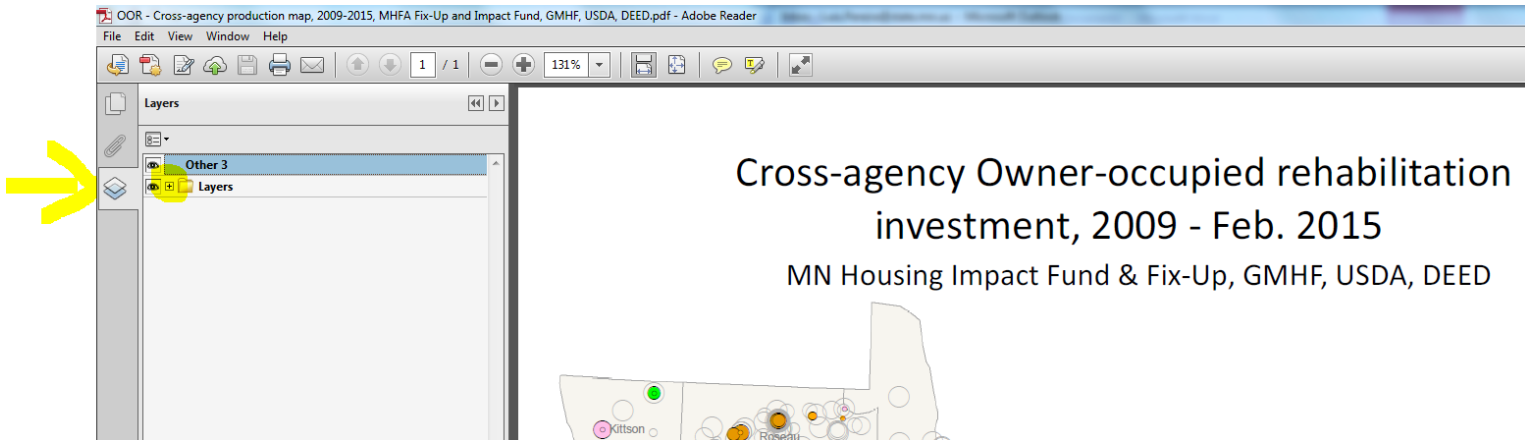 OOR - Cross-agency production map, 2009-2015, MHFA Fix-Up and Impact Fund, GMHF, USDA, DEED.pdf - Adobe Reader
File Edit View Window Help
1 / 1 131%
Layers
Other 3
Layers
Cross-agency Owner-occupied rehabilitation
investment, 2009 - Feb. 2015
MN Housing Impact Fund & Fix-Up, GMHF, USDA, DEED
Kittson
Roseau